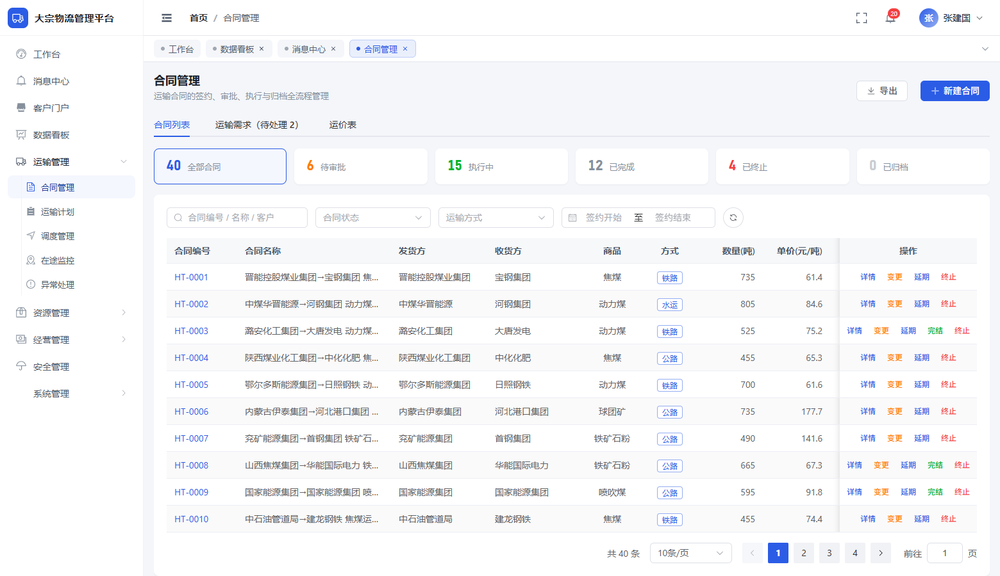 大宗物流管理平台
首页 / 合同管理
20
张 张建国
工作台
数据看板 ×
消息中心 ×
合同管理 ×
工作台
消息中心
客户门户
数据看板
运输管理
合同管理
运输计划
调度管理
在途监控
异常处理
资源管理
经营管理
安全管理
系统管理
合同管理
运输合同的签约、审批、执行与归档全流程管理
导出
新建合同
合同列表 运输需求（待处理 2） 运价表
40 全部合同
6 待审批
15 执行中
12 已完成
4 已终止
0 已归档
合同编号 / 名称 / 客户 合同状态 运输方式 签约开始 至 签约结束
合同编号 合同名称 发货方 收货方 商品 方式 数量(吨) 单价(元/吨) 操作
HT-0001 晋能控股煤业集团→宝钢集团 焦... 晋能控股煤业集团 宝钢集团 焦煤 铁路 735 61.4 详情 变更 延期 终止
HT-0002 中煤华晋能源→河钢集团 动力煤... 中煤华晋能源 河钢集团 动力煤 水运 805 84.6 详情 变更 延期 终止
HT-0003 潞安化工集团→大唐发电 动力煤... 潞安化工集团 大唐发电 动力煤 铁路 525 75.2 详情 变更 延期 完结 终止
HT-0004 陕西煤业化工集团→中化化肥 焦... 陕西煤业化工集团 中化化肥 焦煤 公路 455 65.3 详情 变更 延期 终止
HT-0005 鄂尔多斯能源集团→日照钢铁 动... 鄂尔多斯能源集团 日照钢铁 动力煤 铁路 700 61.6 详情 变更 延期 终止
HT-0006 内蒙古伊泰集团→河北港口集团 ... 内蒙古伊泰集团 河北港口集团 球团矿 公路 735 177.7 详情 变更 延期 终止
HT-0007 兖矿能源集团→首钢集团 铁矿石... 兖矿能源集团 首钢集团 铁矿石粉 公路 490 141.6 详情 变更 延期 终止
HT-0008 山西焦煤集团→华能国际电力 铁... 山西焦煤集团 华能国际电力 铁矿石粉 公路 665 67.3 详情 变更 延期 完结 终止
HT-0009 国家能源集团→国家能源集团 喷... 国家能源集团 国家能源集团 喷吹煤 公路 595 91.8 详情 变更 延期 完结 终止
HT-0010 中石油管道局→建龙钢铁 焦煤运... 中石油管道局 建龙钢铁 焦煤 铁路 455 74.4 详情 变更 延期 终止
共 40 条 10条/页 1 2 3 4 前往 1 页